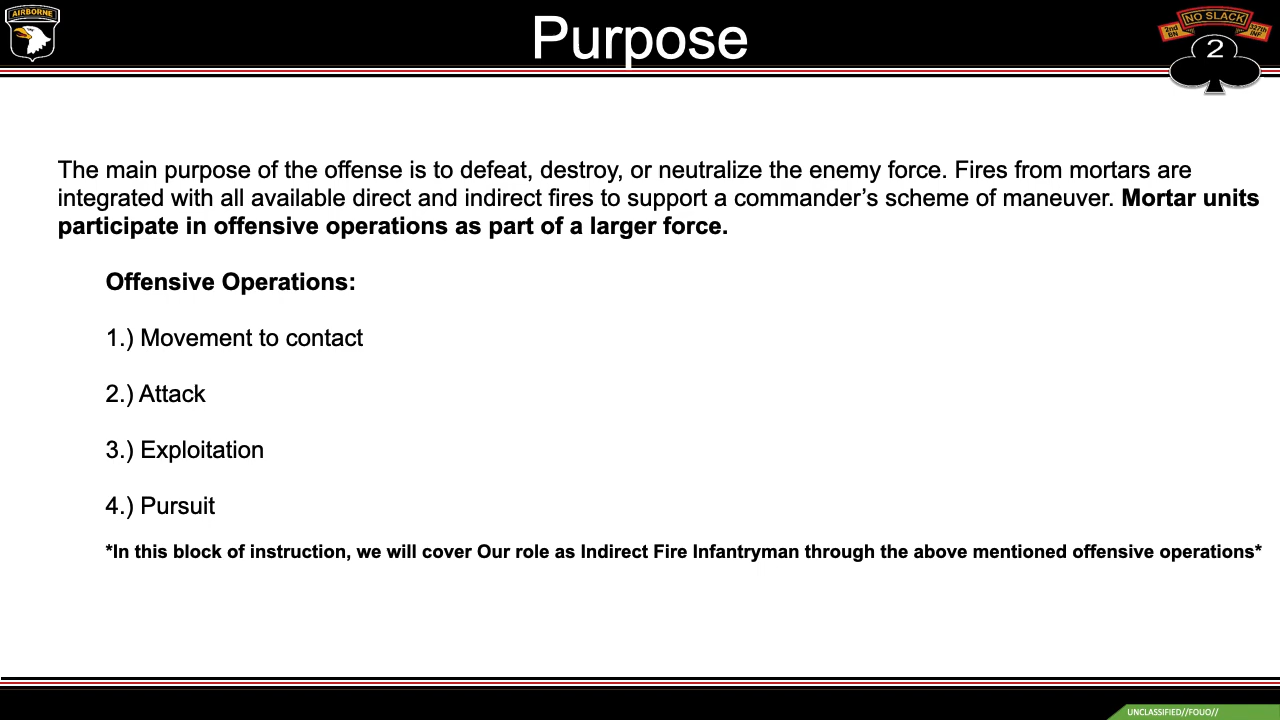 AIRBORNE
Purpose
NO SLACK
2nd BN
327th INF
2
The main purpose of the offense is to defeat, destroy, or neutralize the enemy force. Fires from mortars are
integrated with all available direct and indirect fires to support a commander’s scheme of maneuver. Mortar units
participate in offensive operations as part of a larger force.
Offensive Operations:
1.) Movement to contact
2.) Attack
3.) Exploitation
4.) Pursuit
*In this block of instruction, we will cover Our role as Indirect Fire Infantryman through the above mentioned offensive operations*
UNCLASSIFIED//FOUO//